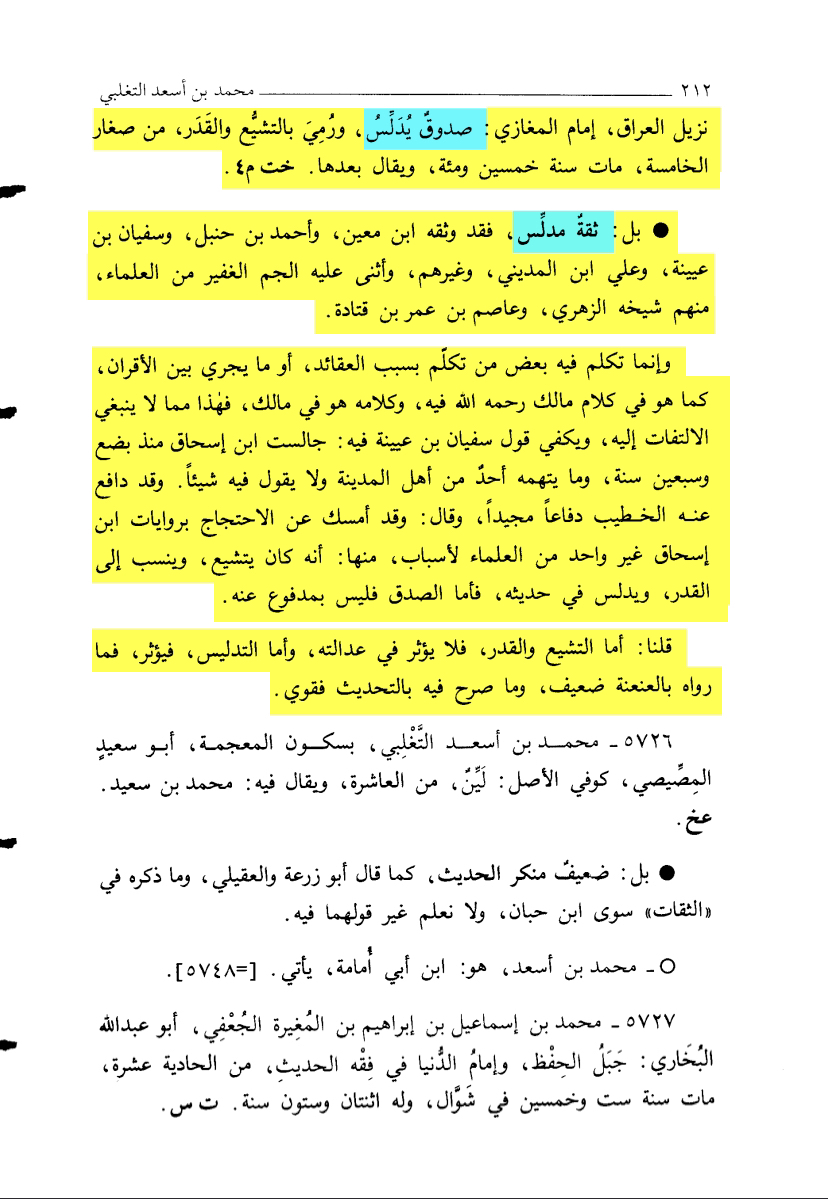 ٢١٢ ــــــــــــــــــــــــــــــــــــــــــــــــــــــــ محمد بن أسعد التغلبي
نزيل العراق، إمام المغازي: صدوقٌ يُدَلِّسُ، ورُمِيَ بالتشيُّع والقَدَر، من صغار
الخامسة، مات سنة خمسين ومئة، ويقال بعدها. خت م٤.
● بل: ثقةٌ مدلِّس، فقد وثقه ابن معين، وأحمد بن حنبل، وسفيان بن
عيينة، وعلي ابن المديني، وغيرهم، وأثنى عليه الجم الغفير من العلماء،
منهم شيخه الزهري، وعاصم بن عمر بن قتادة.
وإنما تكلم فيه بعض من تكلّم بسبب العقائد، أو ما يجري بين الأقران،
كما هو في كلام مالك رحمه الله فيه، وكلامه هو في مالك، فهٰذا مما لا ينبغي
الالتفات إليه، ويكفي قول سفيان بن عيينة فيه: جالست ابن إسحاق منذ بضع
وسبعين سنة، وما يتهمه أحدٌ من أهل المدينة ولا يقول فيه شيئاً. وقد دافع
عنه الخطيب دفاعاً مجيداً، وقال: وقد أمسك عن الاحتجاج بروايات ابن
إسحاق غير واحد من العلماء لأسباب، منها: أنه كان يتشيع، وينسب إلى
القدر، ويدلس في حديثه، فأما الصدق فليس بمدفوع عنه.
قلنا: أما التشيع والقدر، فلا يؤثر في عدالته، وأما التدليس، فيؤثر، فما
رواه بالعنعنة ضعيف، وما صرح فيه بالتحديث فقوي.
٥٧٢٦ ـ محمد بن أسعد التَّغْلِبي، بسكون المعجمة، أبو سعيدٍ
المِصِّيصي، كوفي الأصل: لَيِّنٌ، من العاشرة، ويقال فيه: محمد بن سعيد.
عخ.
● بل: ضعيفٌ منكر الحديث، كما قال أبو زرعة والعقيلي، وما ذكره في
«الثقات» سوى ابن حبان، ولا نعلم غير قولهما فيه.
○ ـ محمد بن أسعد، هو: ابن أبي أُمامة، يأتي. [=٥٧٤٨].
٥٧٢٧ ـ محمد بن إسماعيل بن إبراهيم بن المُغِيرة الجُعْفِي، أبو عبدالله
البُخَاري: جَبَلُ الحِفْظ، وإمامُ الدُّنيا في فِقْه الحديثِ، من الحادية عشرة،
مات سنة ست وخمسين في شَوَّال، وله اثنتان وستون سنة. ت س.